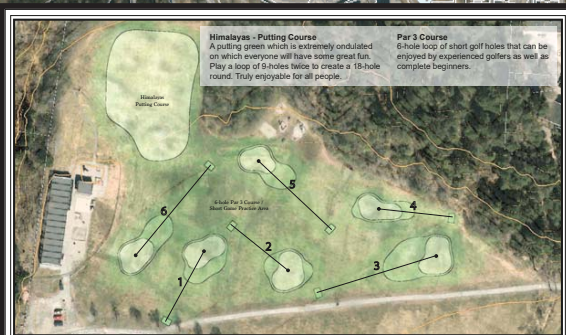 Himalayas - Putting Course
A putting green which is extremely ondulated
on which everyone will have some great fun.
Play a loop of 9-holes twice to create a 18-hole
round. Truly enjoyable for all people.
Par 3 Course
6-hole loop of short golf holes that can be
enjoyed by experienced golfers as well as
complete beginners.
Himalayas
Putting Course
6-hole Par 3 Course /
Short Game Practice Area
5
6
4
2
3
1